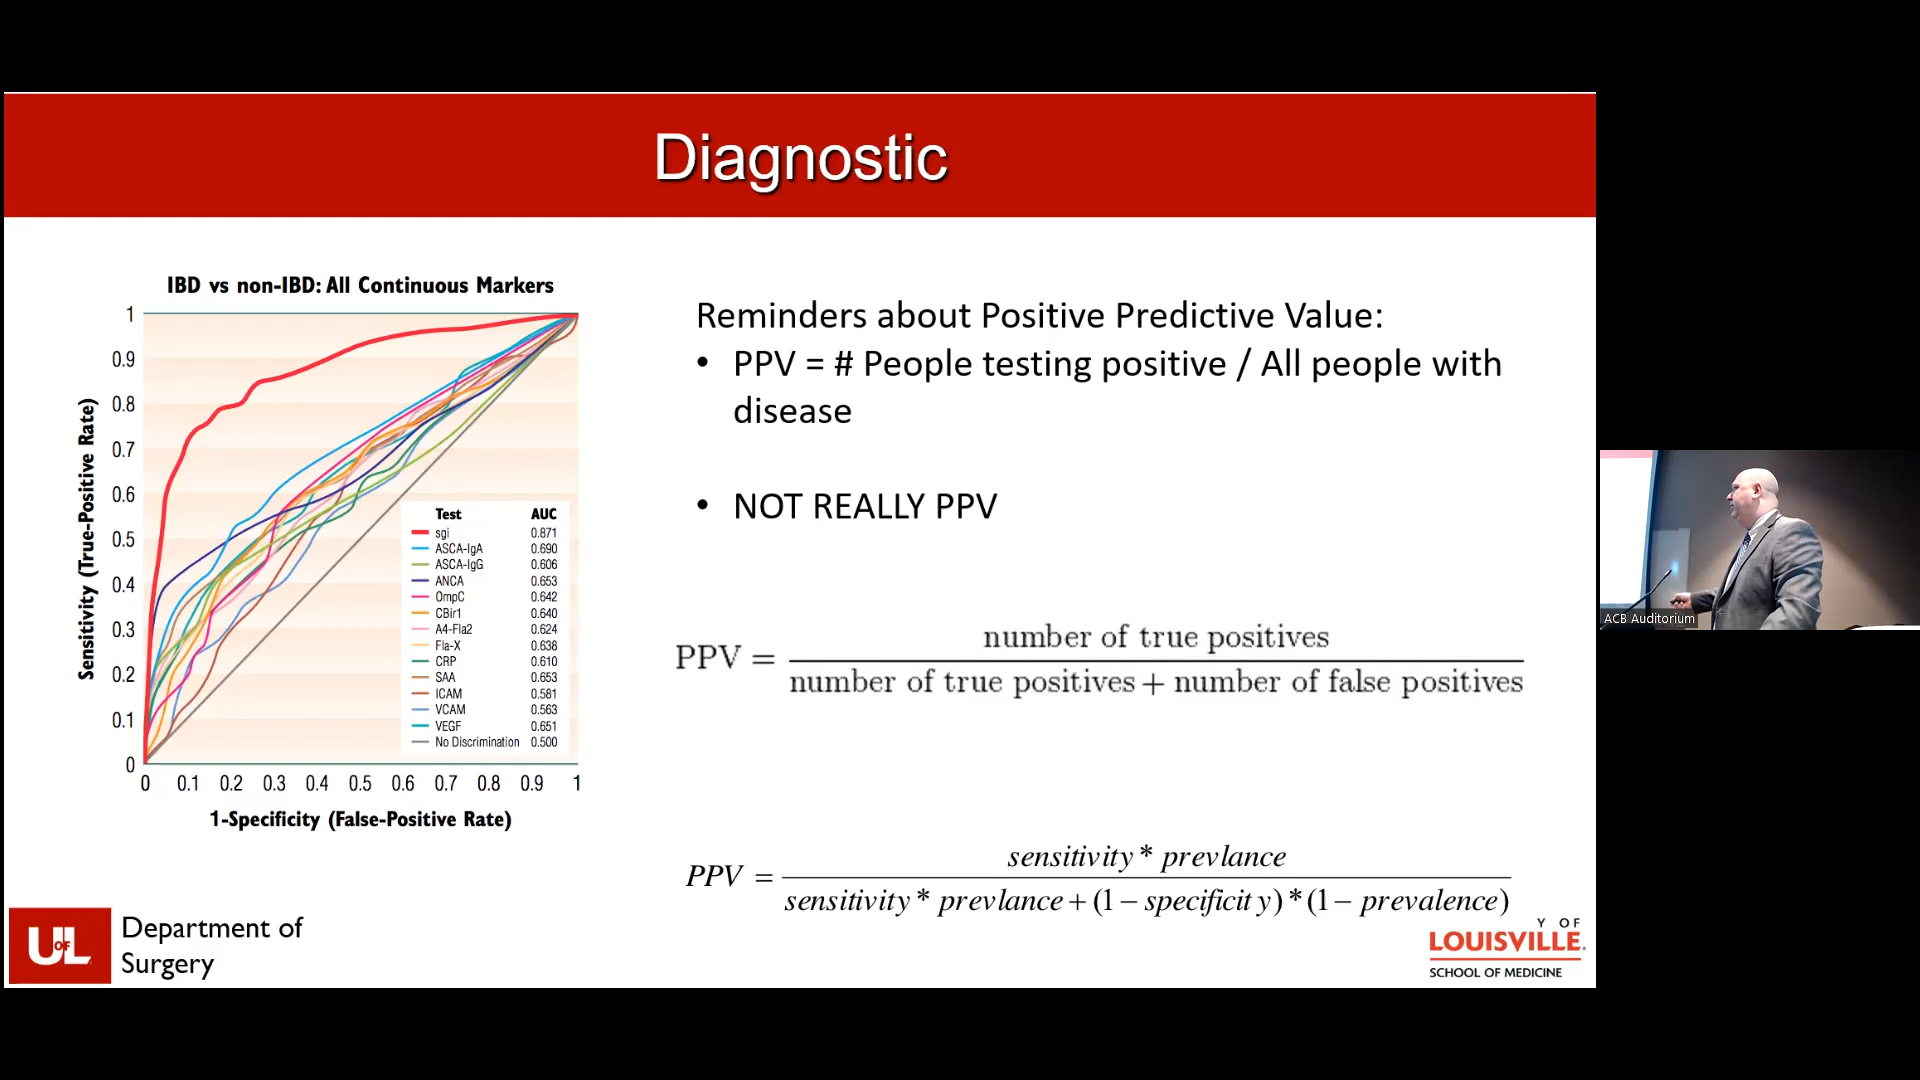 Diagnostic
IBD vs non-IBD: All Continuous Markers
Sensitivity (True-Positive Rate)
1
0.9
0.8
0.7
0.6
0.5
0.4
0.3
0.2
0.1
0
0 0.1 0.2 0.3 0.4 0.5 0.6 0.7 0.8 0.9 1
1-Specificity (False-Positive Rate)
Test AUC
sgi 0.871
ASCA-IgA 0.690
ASCA-IgG 0.606
ANCA 0.653
OmpC 0.642
CBir1 0.640
A4-Fla2 0.624
Fla-X 0.638
CRP 0.610
SAA 0.653
ICAM 0.581
VCAM 0.563
VEGF 0.651
No Discrimination 0.500
Reminders about Positive Predictive Value:
• PPV = # People testing positive / All people with
disease
• NOT REALLY PPV
PPV = number of true positives
number of true positives + number of false positives
PPV = sensitivity * prevlance
sensitivity * prevlance + (1 − specificity) * (1 − prevalence)
U OF L
Department of
Surgery
Y OF
LOUISVILLE.
SCHOOL OF MEDICINE
ACB Auditorium